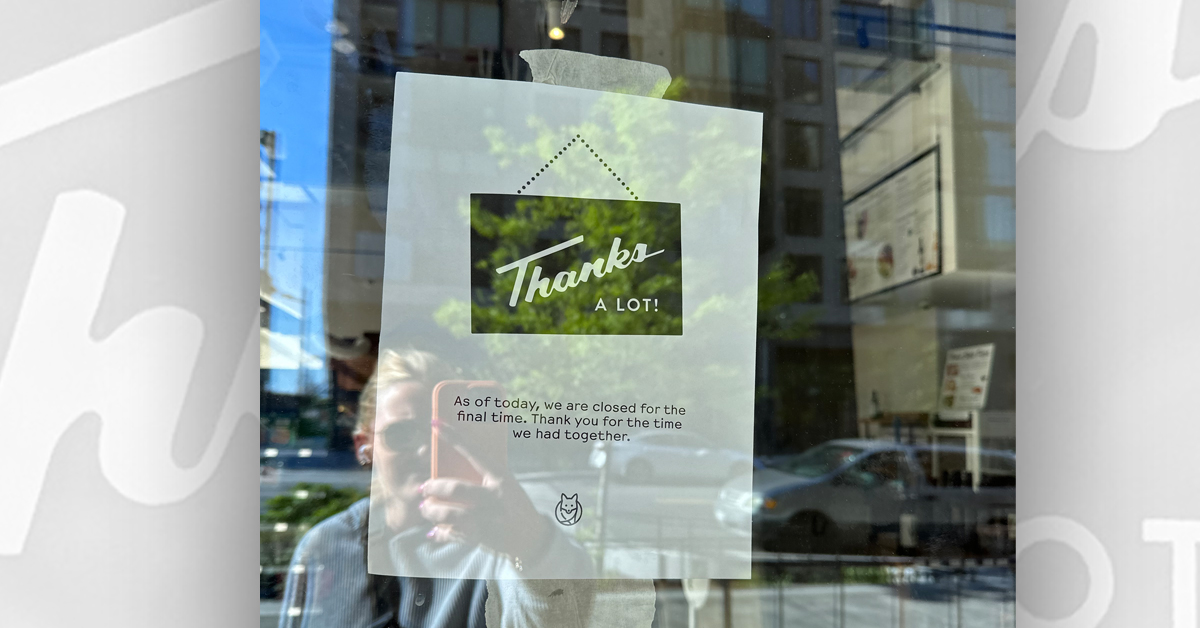 Thanks
A LOT!
As of today, we are closed for the
final time. Thank you for the time
we had together.